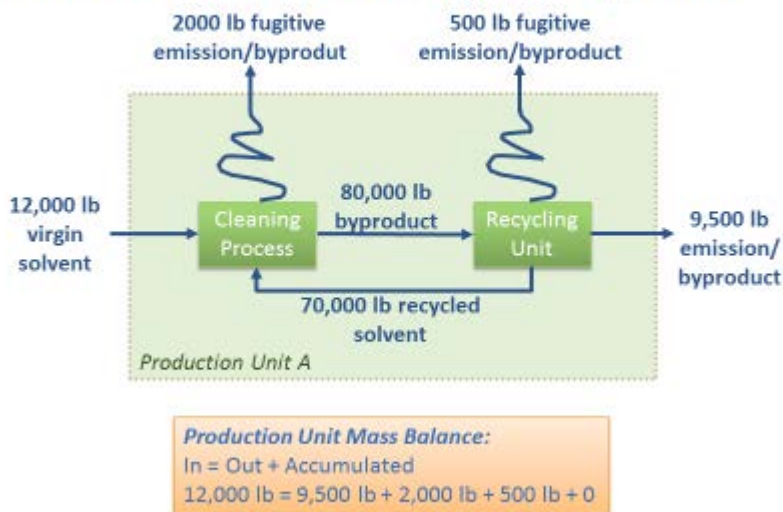 2000 lb fugitive
emission/byprodut
500 lb fugitive
emission/byproduct
12,000 lb
virgin
solvent
Cleaning
Process
80,000 lb
byproduct
Recycling
Unit
9,500 lb
emission/
byproduct
70,000 lb recycled
solvent
Production Unit A
Production Unit Mass Balance:
In = Out + Accumulated
12,000 lb = 9,500 lb + 2,000 lb + 500 lb + 0